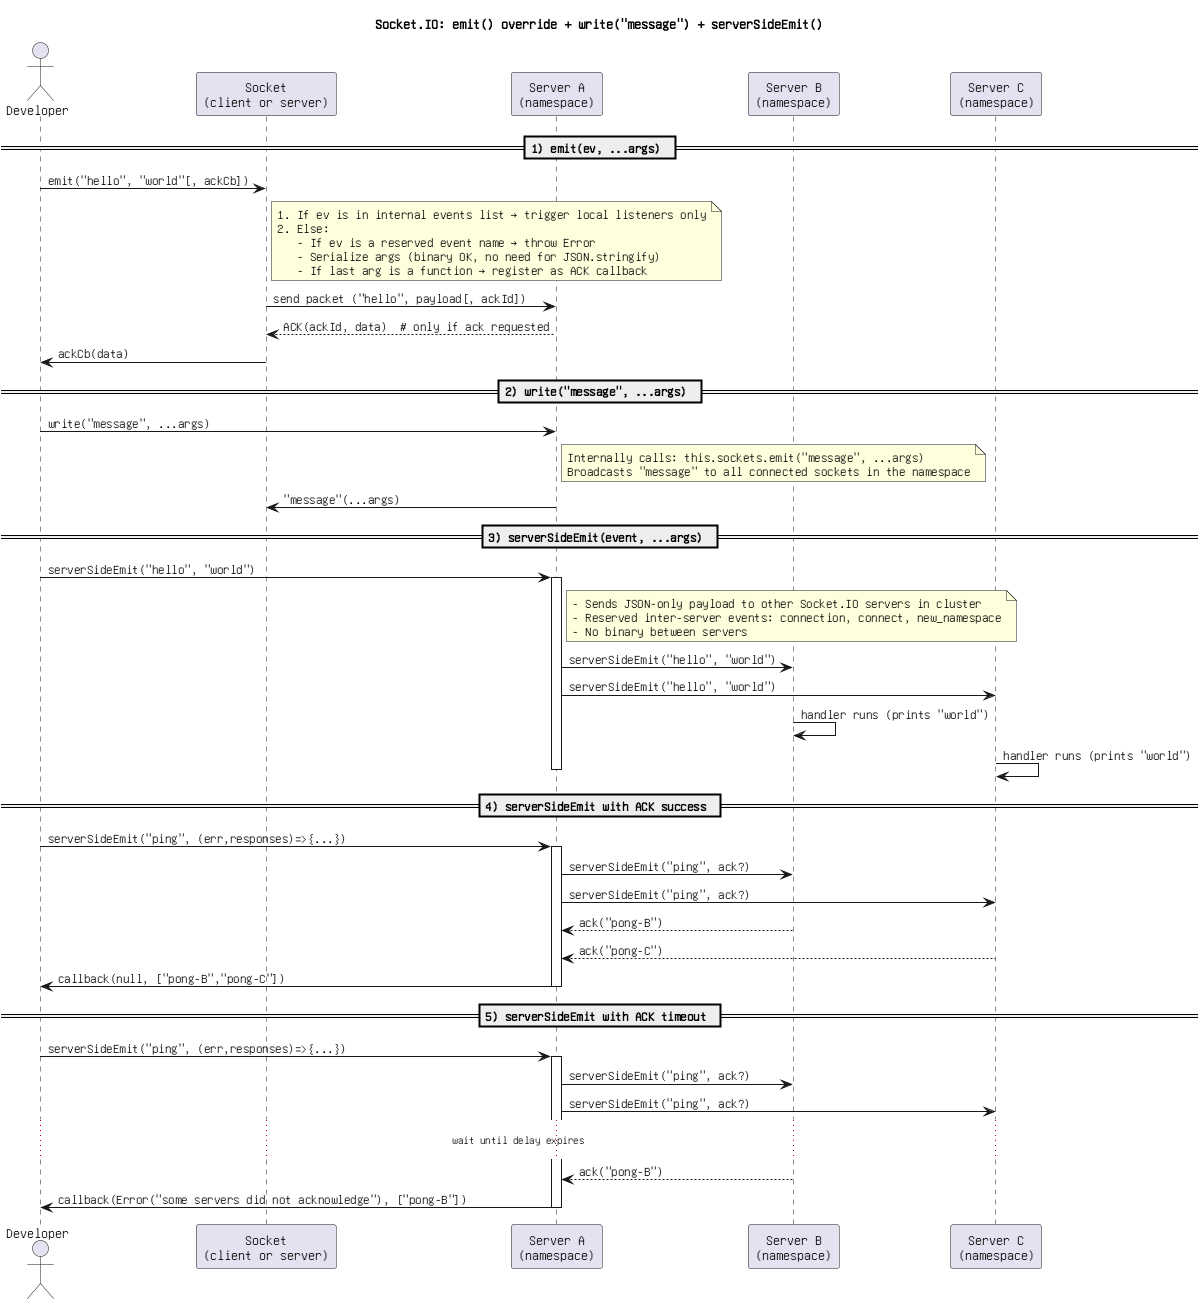 Socket.IO: emit() override + write("message") + serverSideEmit()
Developer
Socket
(client or server)
Server A
(namespace)
Server B
(namespace)
Server C
(namespace)
1) emit(ev, ...args)
emit("hello", "world"[, ackCb])
1. If ev is in internal events list → trigger local listeners only
2. Else:
- If ev is a reserved event name → throw Error
- Serialize args (binary OK, no need for JSON.stringify)
- If last arg is a function → register as ACK callback
send packet ("hello", payload[, ackId])
ACK(ackId, data)  # only if ack requested
ackCb(data)
2) write("message", ...args)
write("message", ...args)
Internally calls: this.sockets.emit("message", ...args)
Broadcasts "message" to all connected sockets in the namespace
"message"(...args)
3) serverSideEmit(event, ...args)
serverSideEmit("hello", "world")
- Sends JSON-only payload to other Socket.IO servers in cluster
- Reserved inter-server events: connection, connect, new_namespace
- No binary between servers
serverSideEmit("hello", "world")
serverSideEmit("hello", "world")
handler runs (prints "world")
handler runs (prints "world")
4) serverSideEmit with ACK success
serverSideEmit("ping", (err,responses)=>{...})
serverSideEmit("ping", ack?)
serverSideEmit("ping", ack?)
ack("pong-B")
ack("pong-C")
callback(null, ["pong-B","pong-C"])
5) serverSideEmit with ACK timeout
serverSideEmit("ping", (err,responses)=>{...})
serverSideEmit("ping", ack?)
serverSideEmit("ping", ack?)
wait until delay expires
ack("pong-B")
callback(Error("some servers did not acknowledge"), ["pong-B"])
Developer
Socket
(client or server)
Server A
(namespace)
Server B
(namespace)
Server C
(namespace)